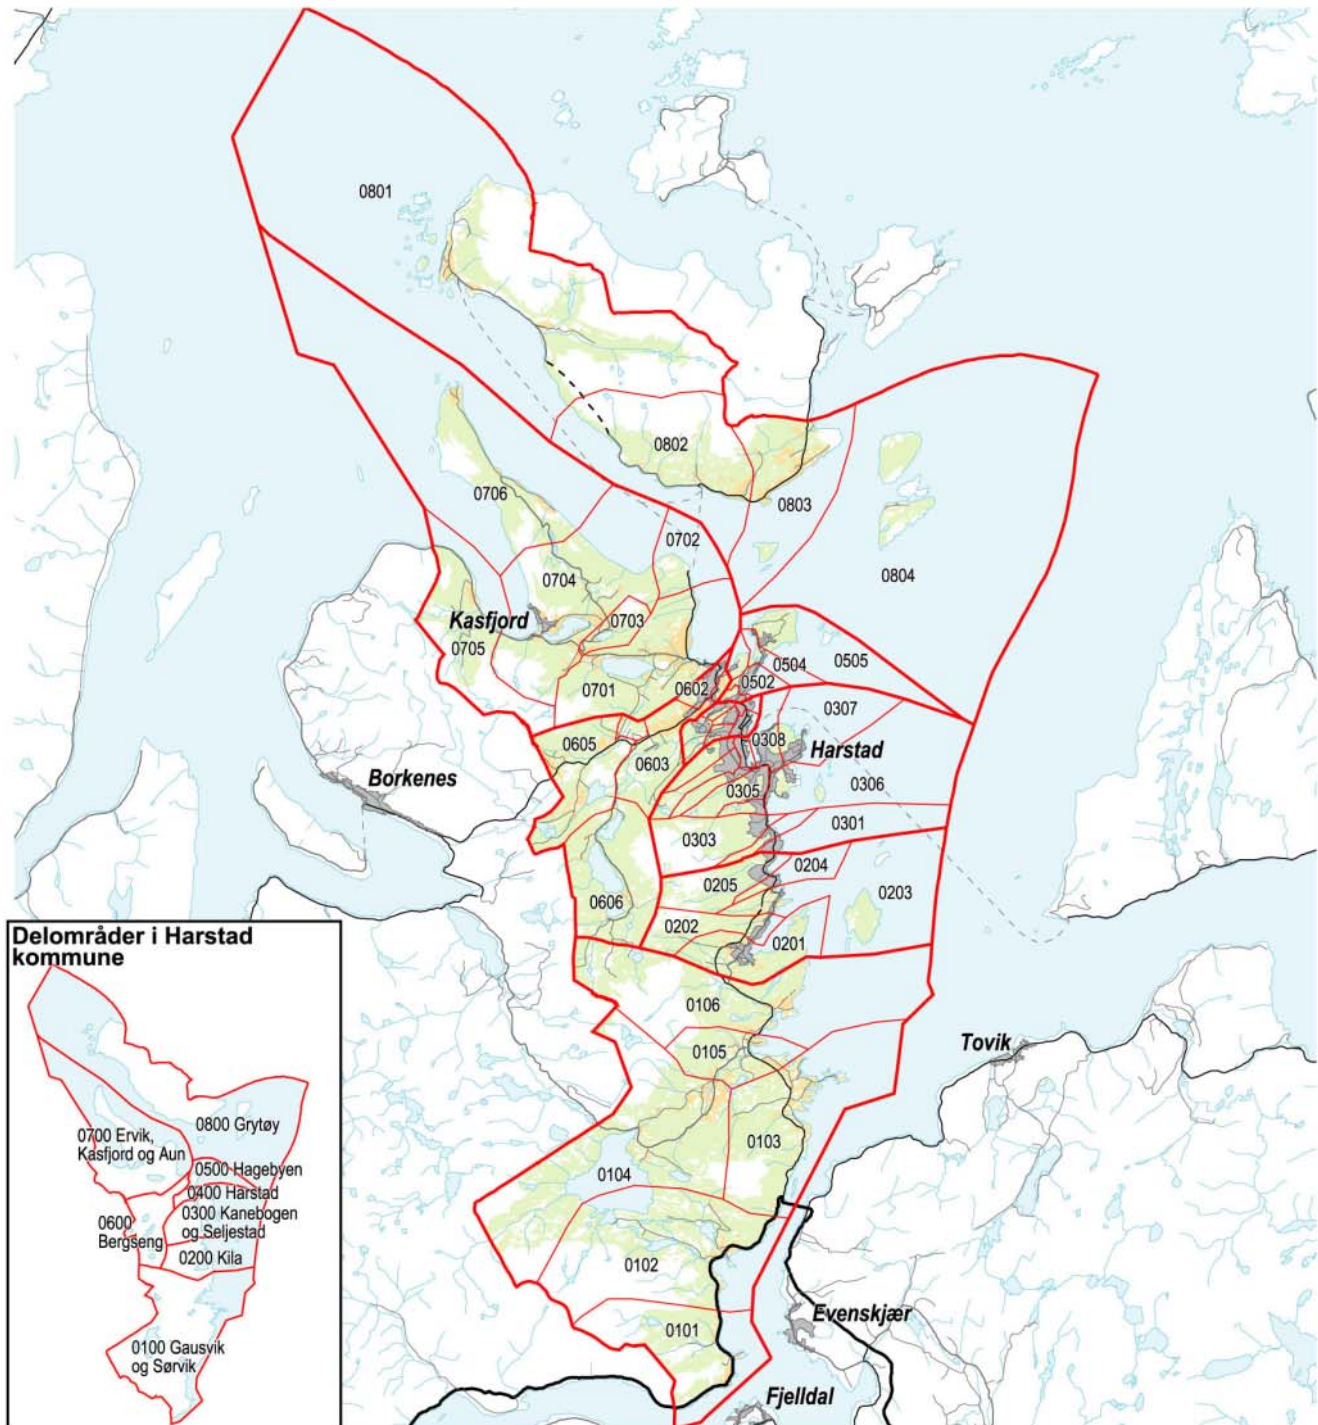 0801
0802
0803
0706
0702
0704
0804
Kasfjord
0703
0705
0504
0505
0701
0602
0502
0307
0308
Harstad
0605
0603
Borkenes
0305
0306
0301
0303
0204
0205
0203
0606
0202
0201
0106
0105
Tovik
0103
0104
0102
0101
Evenskjær
Fjelldal
Delområder i Harstad
kommune
0800 Grytøy
0700 Ervik,
Kasfjord og Aun
0500 Hagebyen
0400 Harstad
0300 Kanebogen
og Seljestad
0600
Bergseng
0200 Kila
0100 Gausvik
og Sørvik